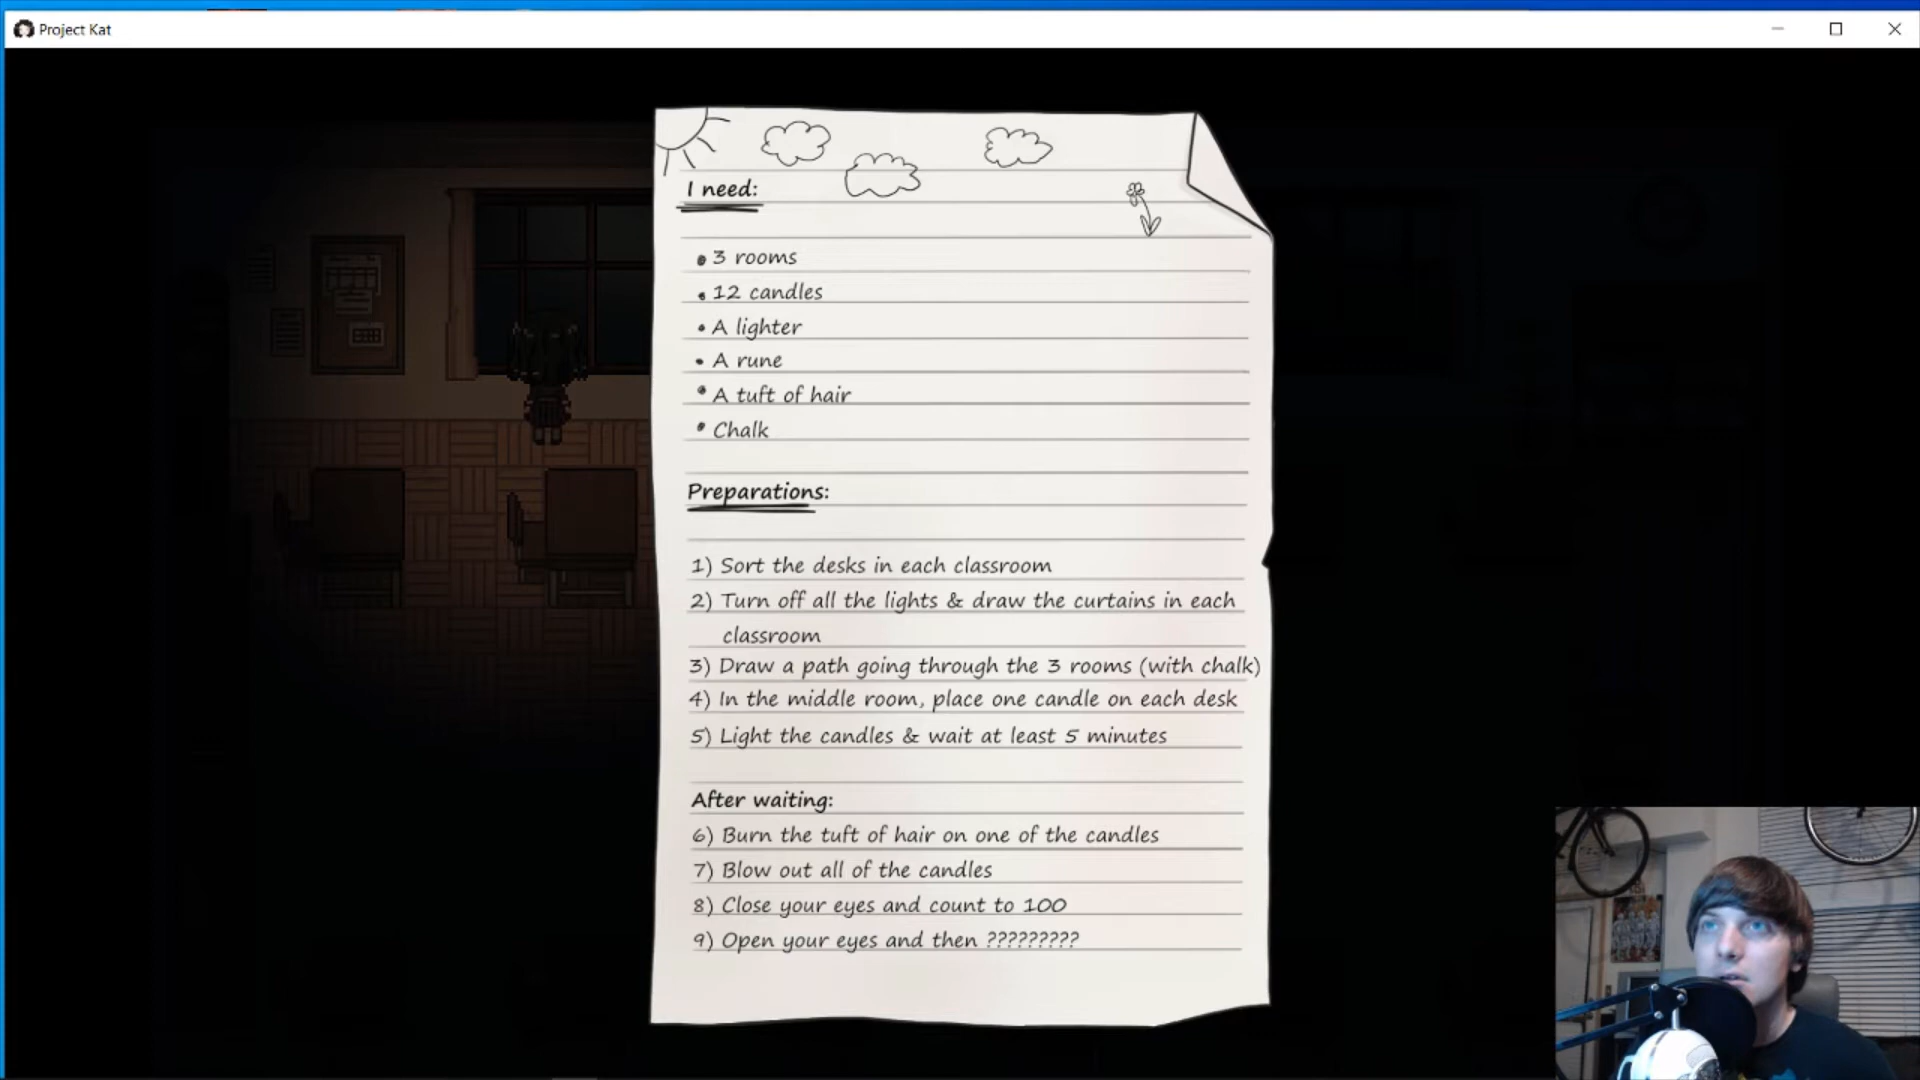 Project Kat
I need:
• 3 rooms
• 12 candles
• A lighter
• A rune
• A tuft of hair
• Chalk
Preparations:
1) Sort the desks in each classroom
2) Turn off all the lights & draw the curtains in each
classroom
3) Draw a path going through the 3 rooms (with chalk)
4) In the middle room, place one candle on each desk
5) Light the candles & wait at least 5 minutes
After waiting:
6) Burn the tuft of hair on one of the candles
7) Blow out all of the candles
8) Close your eyes and count to 100
9) Open your eyes and then ?????????